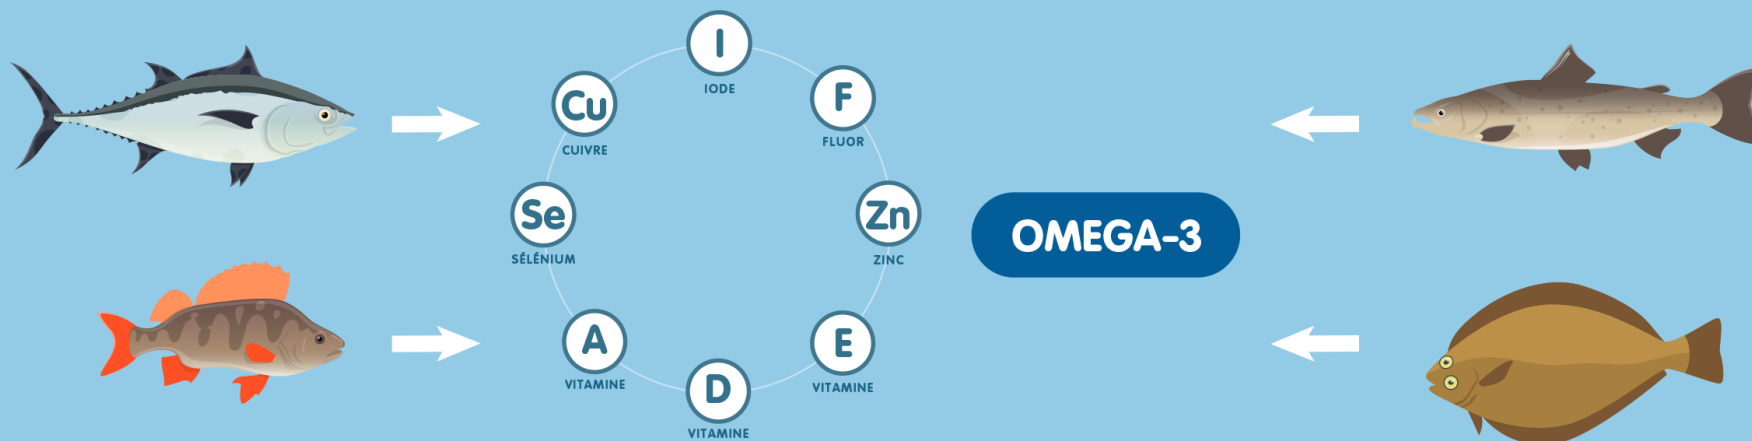 I
IODE
F
FLUOR
Zn
ZINC
E
VITAMINE
D
VITAMINE
A
VITAMINE
Se
SÉLÉNIUM
Cu
CUIVRE
OMEGA-3